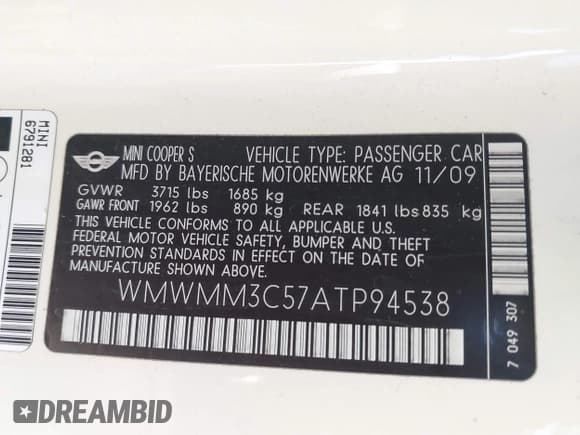 MINI
6791281
MINI COOPER S VEHICLE TYPE: PASSENGER CAR
MFD BY BAYERISCHE MOTORENWERKE AG 11/09
GVWR 3715 lbs 1685 kg
GAWR FRONT 1962 lbs 890 kg REAR 1841 lbs 835 kg
THIS VEHICLE CONFORMS TO ALL APPLICABLE U.S.
FEDERAL MOTOR VEHICLE SAFETY, BUMPER AND THEFT
PREVENTION STANDARDS IN EFFECT ON THE DATE OF
MANUFACTURE SHOWN ABOVE.
WMWMM3C57ATP94538
7 049 307
DREAMBID